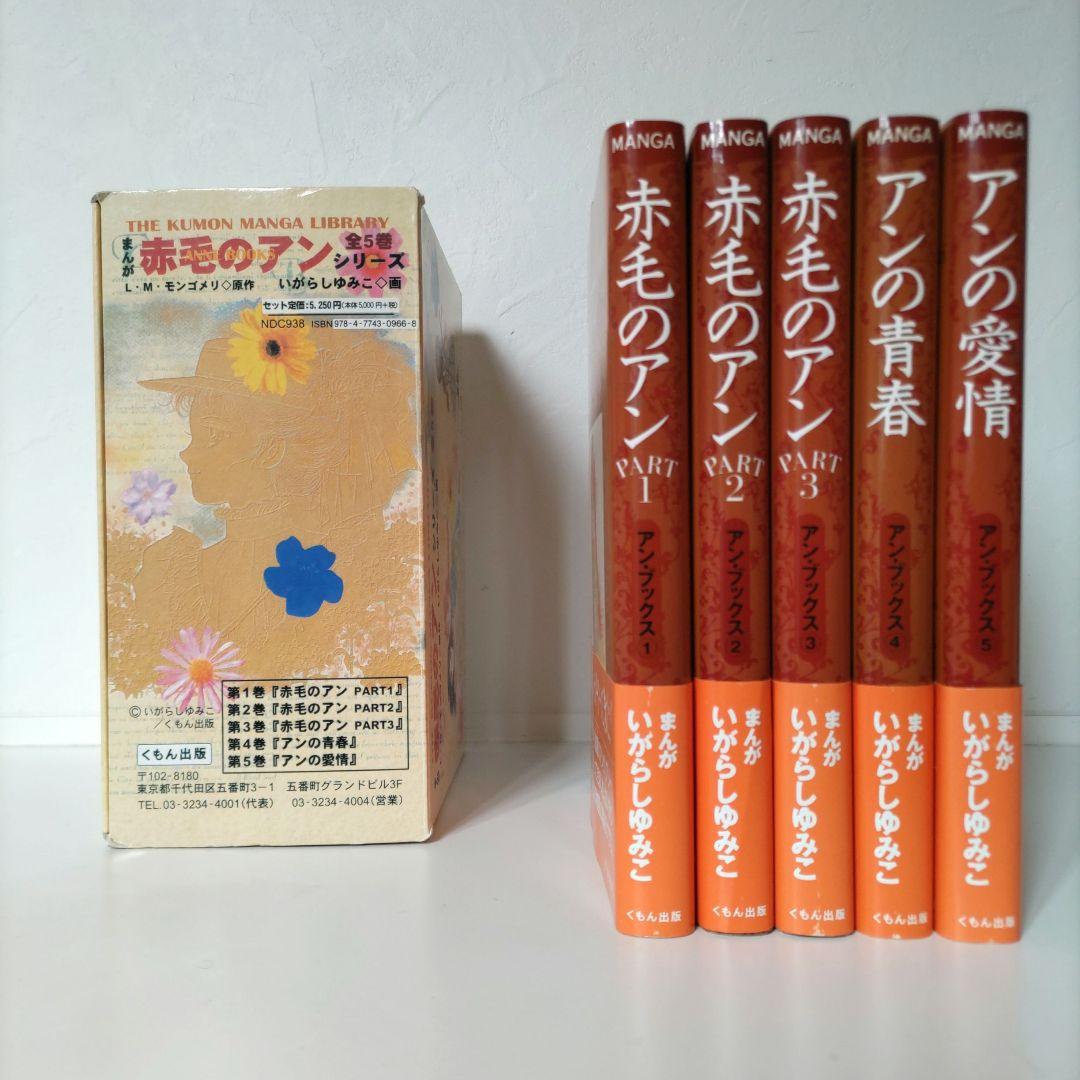 THE KUMON MANGA LIBRARY
まんが
赤毛のアン
ANNE BOOKS
全5巻
シリーズ
L・M・モンゴメリ◇原作 いがらしゆみこ◇画
セット定価:5,250円(本体5,000円+税)
NDC938 ISBN978-4-7743-0966-8
第1巻『赤毛のアン PART1』
第2巻『赤毛のアン PART2』
第3巻『赤毛のアン PART3』
第4巻『アンの青春』
第5巻『アンの愛情』
©いがらしゆみこ
/くもん出版
くもん出版
〒102-8180
東京都千代田区五番町3-1 五番町グランドビル3F
TEL.03-3234-4001(代表) 03-3234-4004(営業)
MANGA
赤毛のアン
PART
1
アン・ブックス1
まんが
いがらしゆみこ
くもん出版
MANGA
赤毛のアン
PART
2
アン・ブックス2
まんが
いがらしゆみこ
くもん出版
MANGA
赤毛のアン
PART
3
アン・ブックス3
まんが
いがらしゆみこ
くもん出版
MANGA
アンの青春
アン・ブックス4
まんが
いがらしゆみこ
くもん出版
MANGA
アンの愛情
アン・ブックス5
まんが
いがらしゆみこ
くもん出版